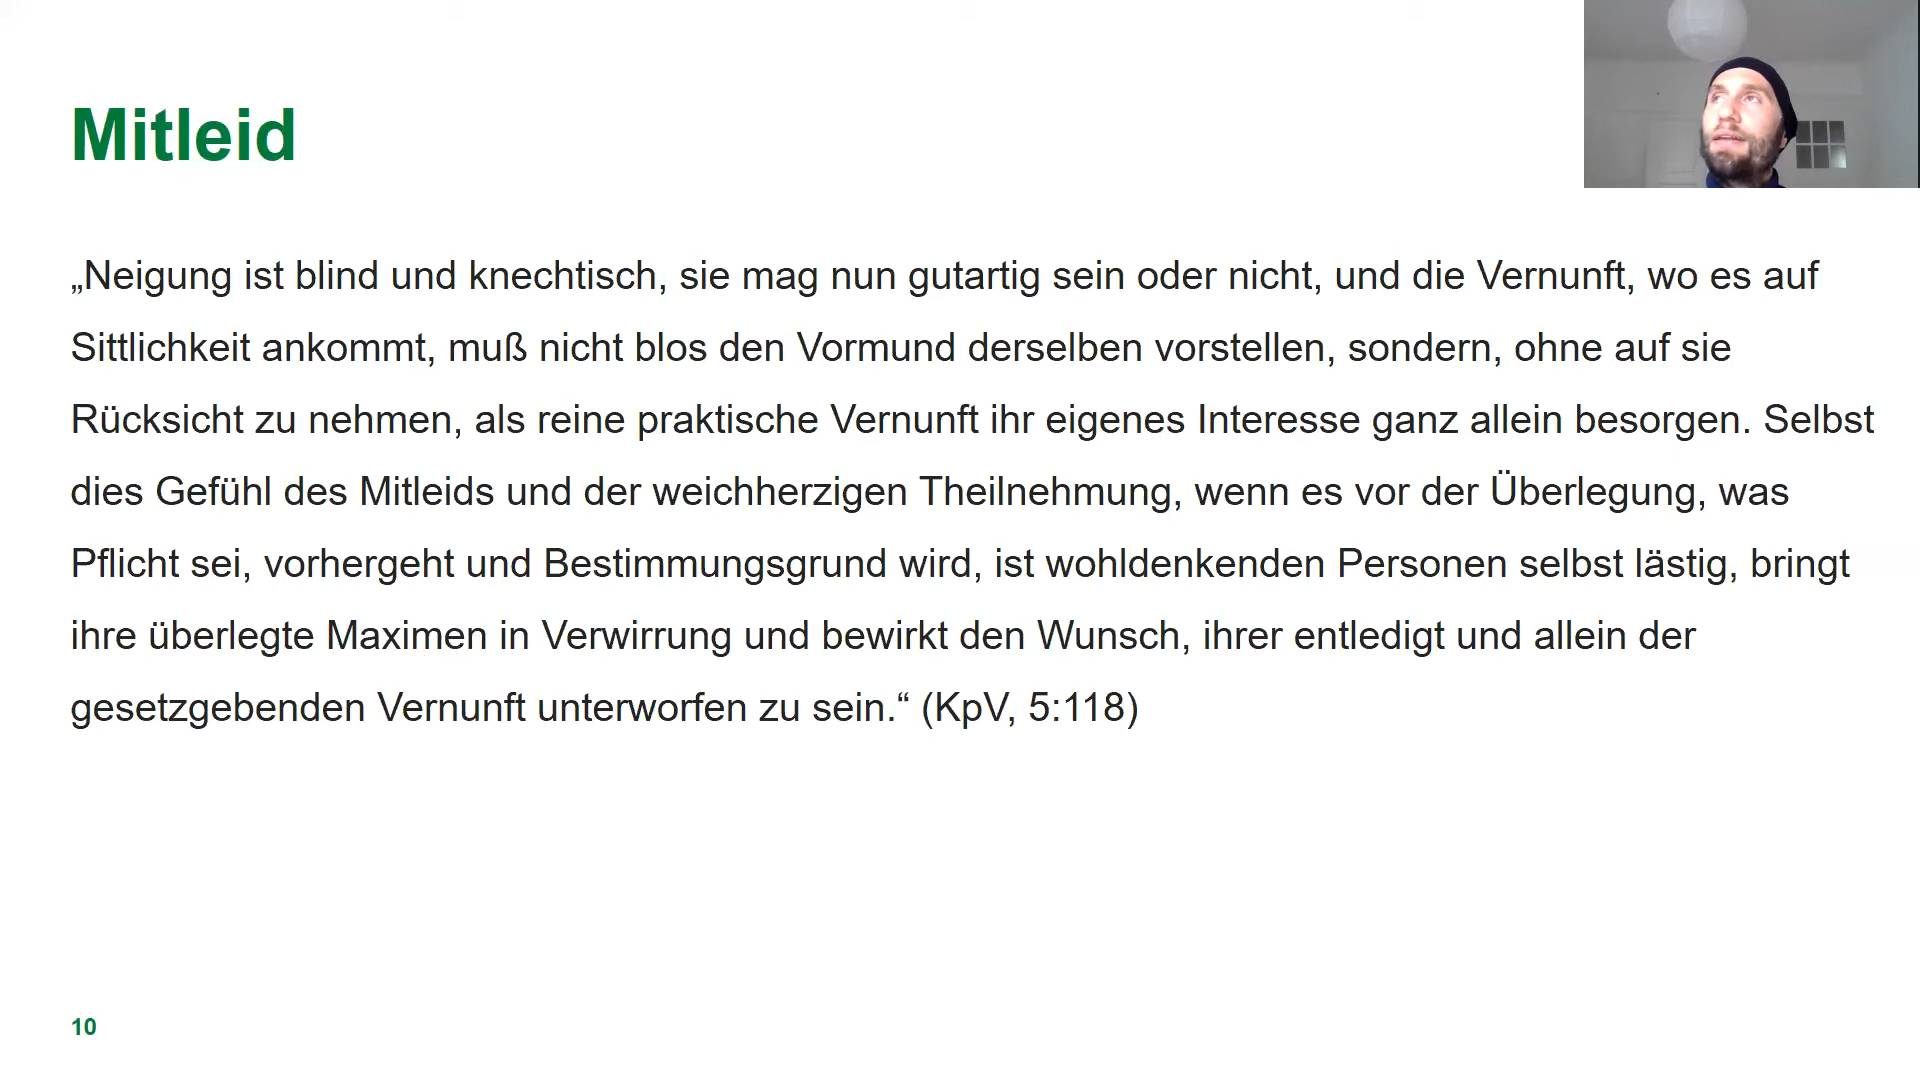 Mitleid
„Neigung ist blind und knechtisch, sie mag nun gutartig sein oder nicht, und die Vernunft, wo es auf
Sittlichkeit ankommt, muß nicht blos den Vormund derselben vorstellen, sondern, ohne auf sie
Rücksicht zu nehmen, als reine praktische Vernunft ihr eigenes Interesse ganz allein besorgen. Selbst
dies Gefühl des Mitleids und der weichherzigen Theilnehmung, wenn es vor der Überlegung, was
Pflicht sei, vorhergeht und Bestimmungsgrund wird, ist wohldenkenden Personen selbst lästig, bringt
ihre überlegte Maximen in Verwirrung und bewirkt den Wunsch, ihrer entledigt und allein der
gesetzgebenden Vernunft unterworfen zu sein.“ (KpV, 5:118)
10